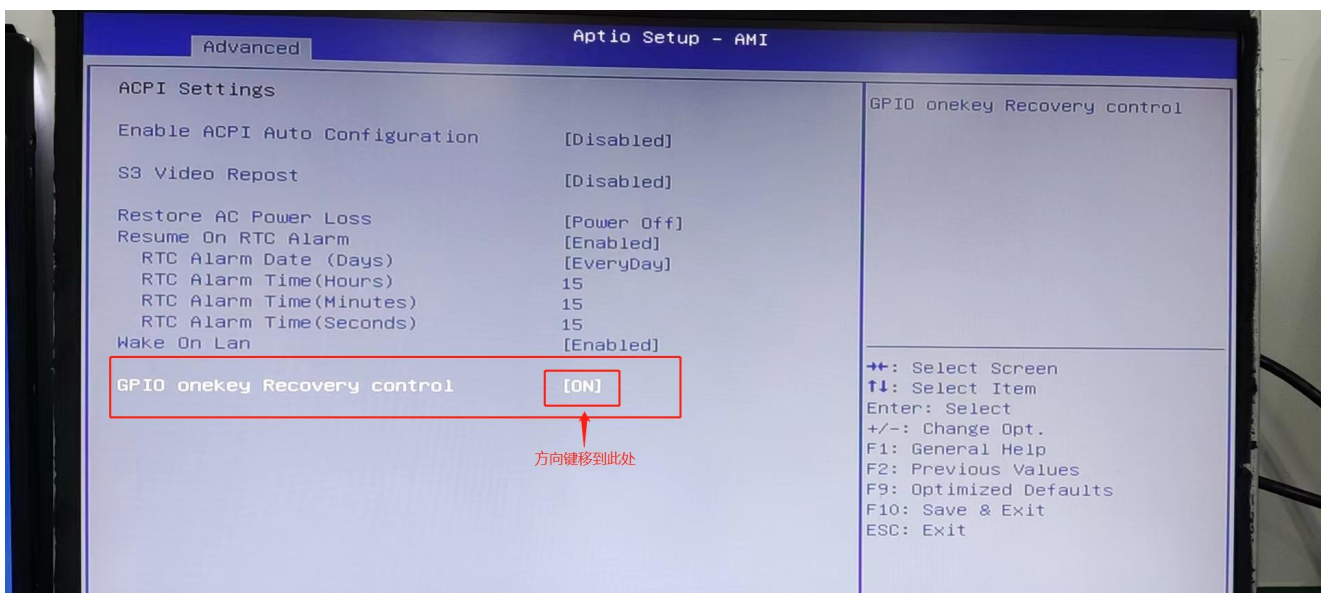 Aptio Setup - AMI
Advanced
ACPI Settings
Enable ACPI Auto Configuration [Disabled]
S3 Video Repost [Disabled]
Restore AC Power Loss [Power Off]
Resume On RTC Alarm [Enabled]
RTC Alarm Date (Days) [EveryDay]
RTC Alarm Time(Hours) 15
RTC Alarm Time(Minutes) 15
RTC Alarm Time(Seconds) 15
Wake On Lan [Enabled]
GPIO onekey Recovery control [ON]
方向键移到此处
GPIO onekey Recovery control
→←: Select Screen
↑↓: Select Item
Enter: Select
+/-: Change Opt.
F1: General Help
F2: Previous Values
F9: Optimized Defaults
F10: Save & Exit
ESC: Exit